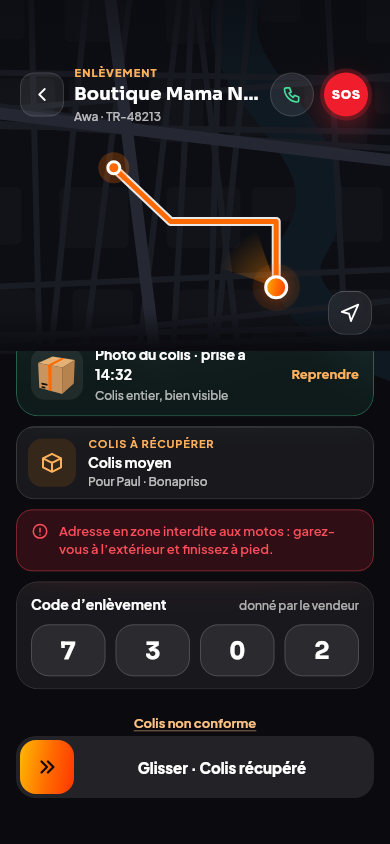 ENLÈVEMENT
Boutique Mama N...
Awa · TR-48213
SOS
Photo du colis · prise à
14:32
Reprendre
Colis entier, bien visible
COLIS À RÉCUPÉRER
Colis moyen
Pour Paul · Bonapriso
Adresse en zone interdite aux motos : garez-
vous à l'extérieur et finissez à pied.
Code d'enlèvement
donné par le vendeur
7 3 0 2
Colis non conforme
Glisser · Colis récupéré